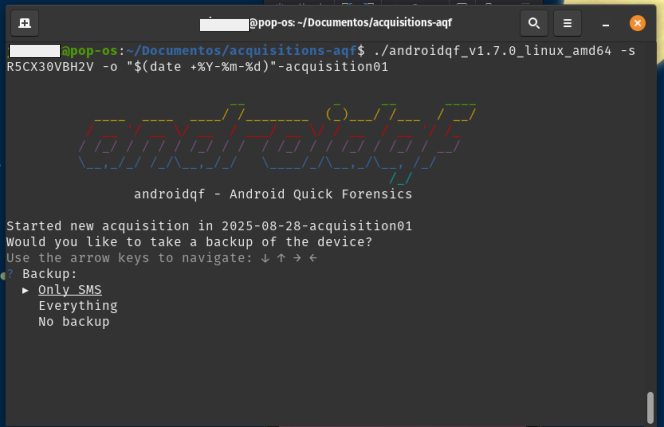 @pop-os: ~/Documentos/acquisitions-aqf
@pop-os:~/Documentos/acquisitions-aqf$ ./androidqf_v1.7.0_linux_amd64 -s
R5CX30VBH2V -o "$(date +%Y-%m-%d)"-acquisition01
androidqf - Android Quick Forensics
Started new acquisition in 2025-08-28-acquisition01
Would you like to take a backup of the device?
Use the arrow keys to navigate: ↓ ↑ → ←
? Backup:
▸ Only SMS
Everything
No backup